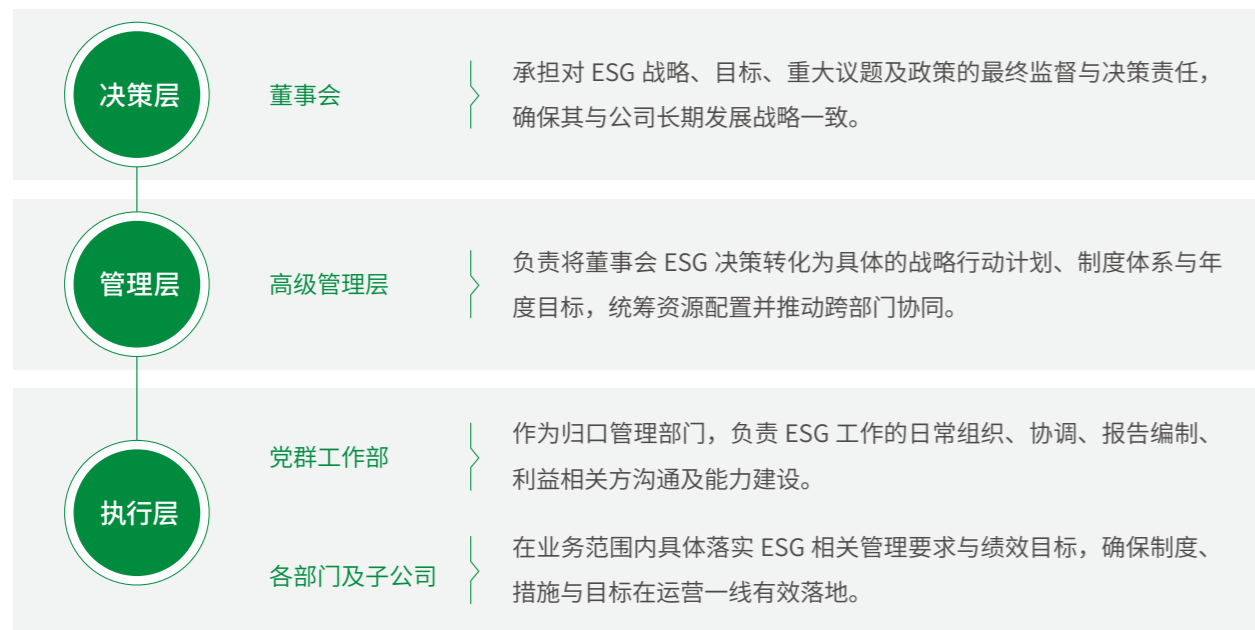 决策层
董事会
承担对 ESG 战略、目标、重大议题及政策的最终监督与决策责任，
确保其与公司长期发展战略一致。
管理层
高级管理层
负责将董事会 ESG 决策转化为具体的战略行动计划、制度体系与年
度目标，统筹资源配置并推动跨部门协同。
执行层
党群工作部
作为归口管理部门，负责 ESG 工作的日常组织、协调、报告编制、
利益相关方沟通及能力建设。
各部门及子公司
在业务范围内具体落实 ESG 相关管理要求与绩效目标，确保制度、
措施与目标在运营一线有效落地。